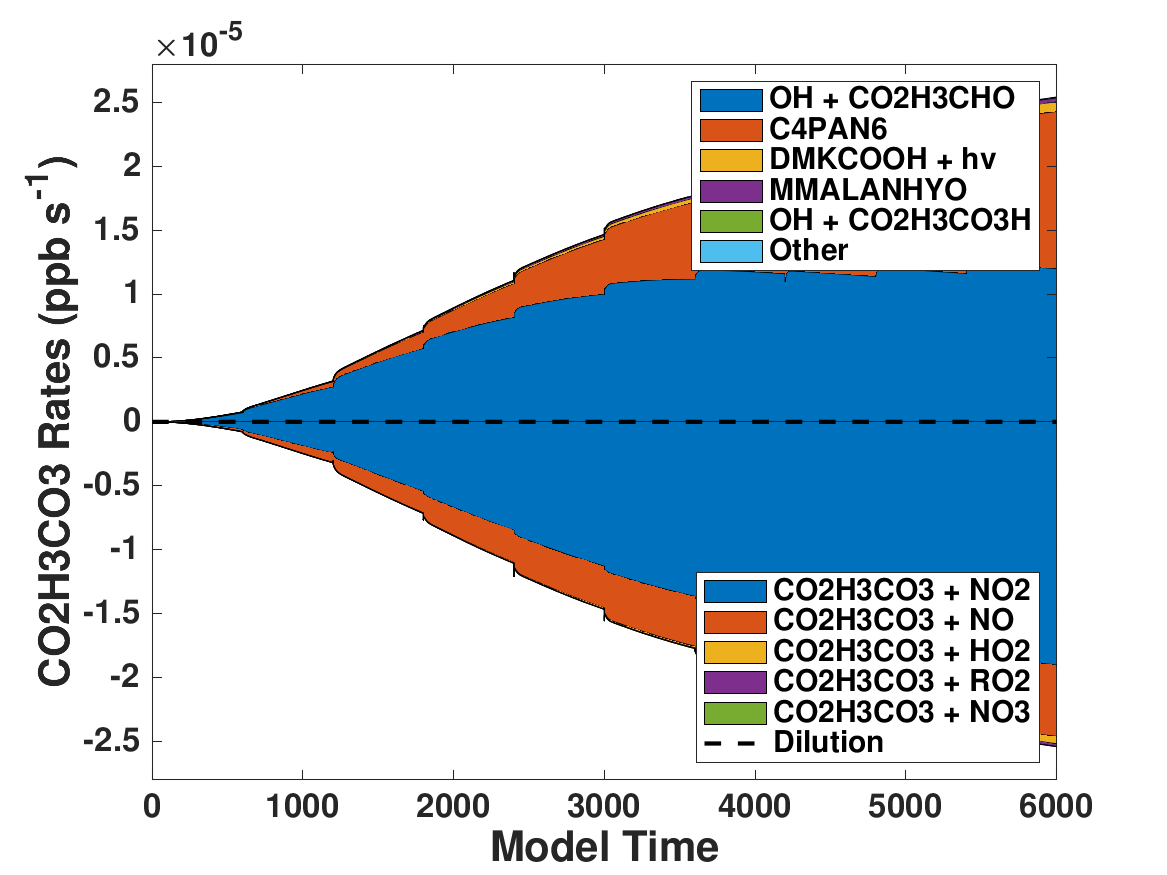 ×10-5
2.5
2
1.5
1
0.5
0
-0.5
-1
-1.5
-2
-2.5
CO2H3CO3 Rates (ppb s-1)
OH + CO2H3CHO
C4PAN6
DMKCOOH + hv
MMALANHYO
OH + CO2H3CO3H
Other
CO2H3CO3 + NO2
CO2H3CO3 + NO
CO2H3CO3 + HO2
CO2H3CO3 + RO2
CO2H3CO3 + NO3
Dilution
0 1000 2000 3000 4000 5000 6000
Model Time